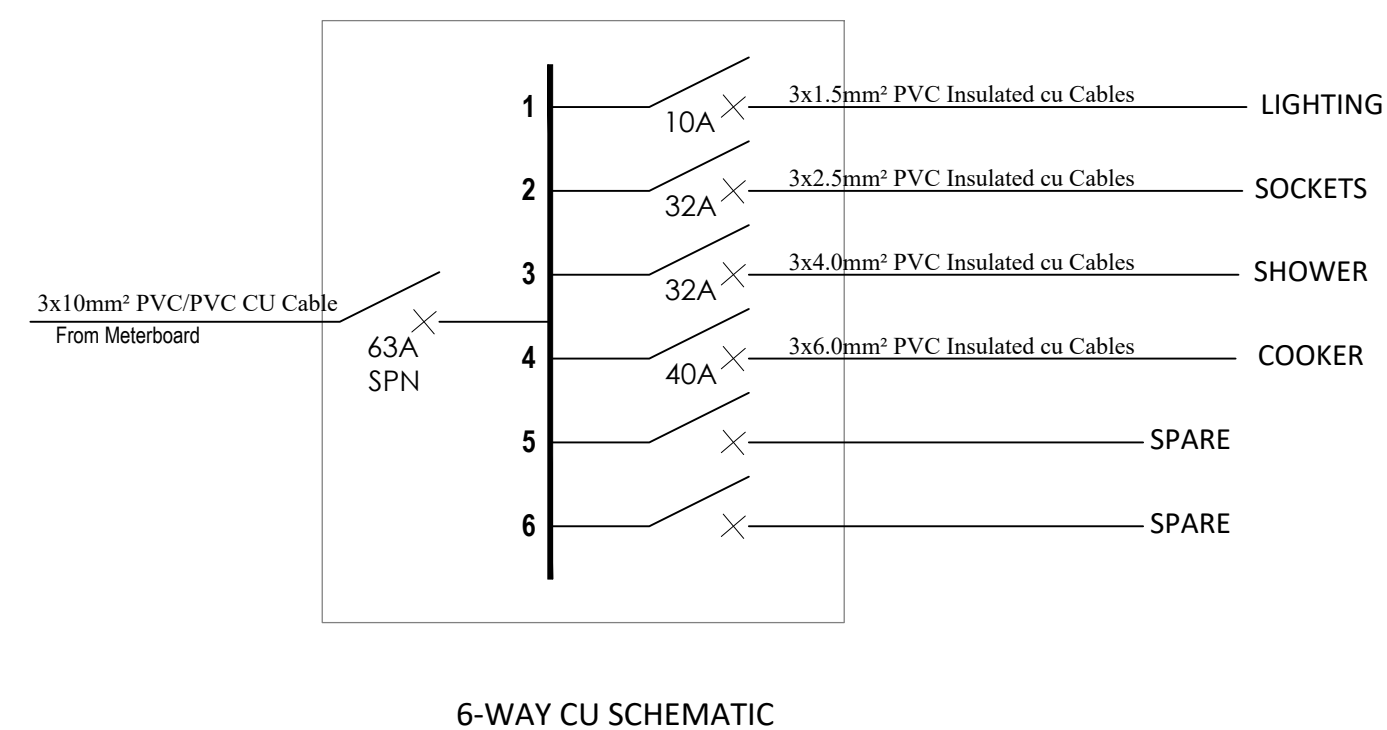 1
10A
3x1.5mm² PVC Insulated cu Cables
LIGHTING
2
32A
3x2.5mm² PVC Insulated cu Cables
SOCKETS
3
32A
3x4.0mm² PVC Insulated cu Cables
SHOWER
3x10mm² PVC/PVC CU Cable
From Meterboard
63A
SPN
4
40A
3x6.0mm² PVC Insulated cu Cables
COOKER
5
SPARE
6
SPARE
6-WAY CU SCHEMATIC